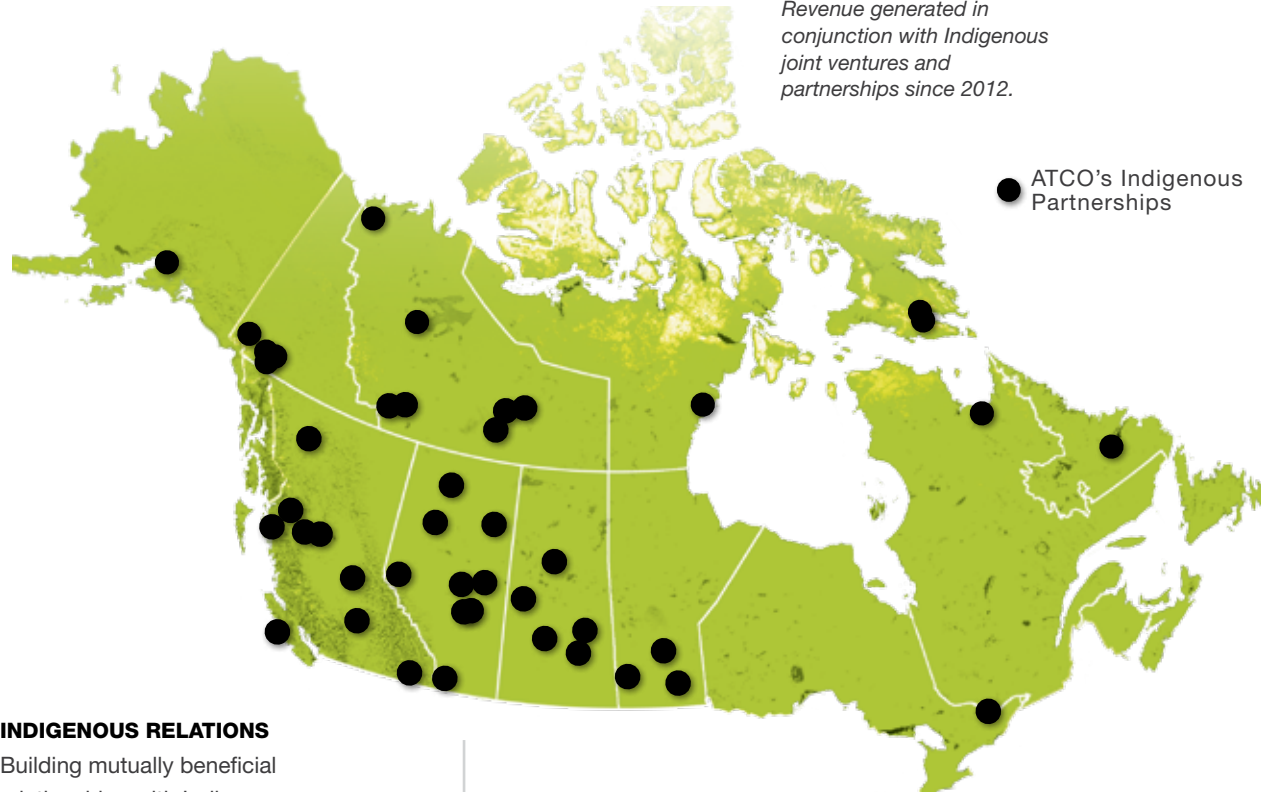 Revenue generated in
conjunction with Indigenous
joint ventures and
partnerships since 2012.
ATCO’s Indigenous
Partnerships
INDIGENOUS RELATIONS
Building mutually beneficial